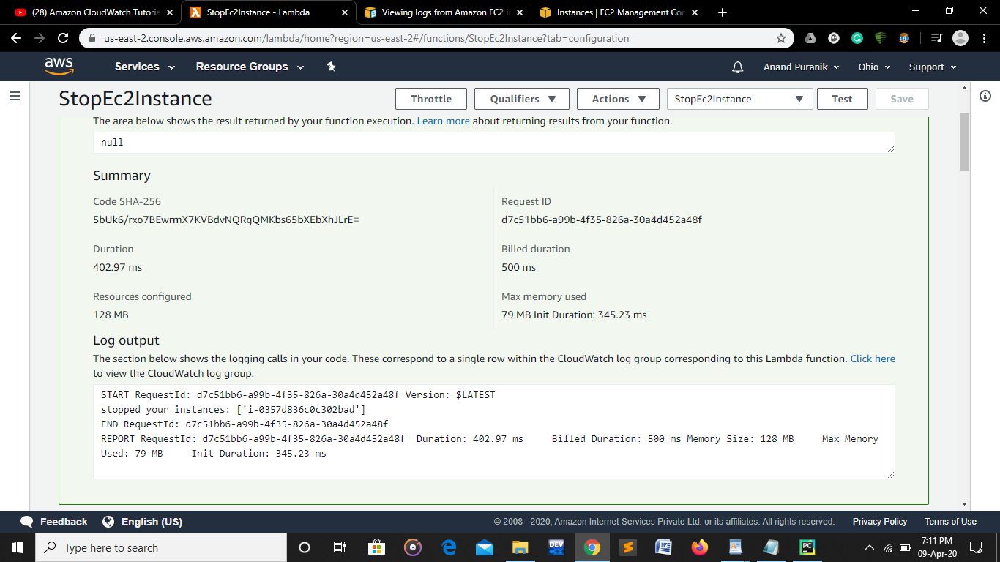 (28) Amazon CloudWatch Tutoria
StopEc2Instance - Lambda
Viewing logs from Amazon EC2 i
Instances | EC2 Management Co
us-east-2.console.aws.amazon.com/lambda/home?region=us-east-2#/functions/StopEc2Instance?tab=configuration
aws
Services
Resource Groups
Anand Puranik
Ohio
Support
StopEc2Instance
Throttle
Qualifiers
Actions
StopEc2Instance
Test
Save
The area below shows the result returned by your function execution. Learn more about returning results from your function.
null
Summary
Code SHA-256
5bUk6/rxo7BEwrmX7KVBdvNQRgQMKbs65bXEbXhJLrE=
Request ID
d7c51bb6-a99b-4f35-826a-30a4d452a48f
Duration
402.97 ms
Billed duration
500 ms
Resources configured
128 MB
Max memory used
79 MB Init Duration: 345.23 ms
Log output
The section below shows the logging calls in your code. These correspond to a single row within the CloudWatch log group corresponding to this Lambda function. Click here
to view the CloudWatch log group.
START RequestId: d7c51bb6-a99b-4f35-826a-30a4d452a48f Version: $LATEST
stopped your instances: ['i-0357d836c0c302bad']
END RequestId: d7c51bb6-a99b-4f35-826a-30a4d452a48f
REPORT RequestId: d7c51bb6-a99b-4f35-826a-30a4d452a48f Duration: 402.97 ms Billed Duration: 500 ms Memory Size: 128 MB Max Memory
Used: 79 MB Init Duration: 345.23 ms
Feedback
English (US)
© 2008 - 2020, Amazon Internet Services Private Ltd. or its affiliates. All rights reserved.
Privacy Policy
Terms of Use
Type here to search
DEV
PC
7:11 PM
09-Apr-20